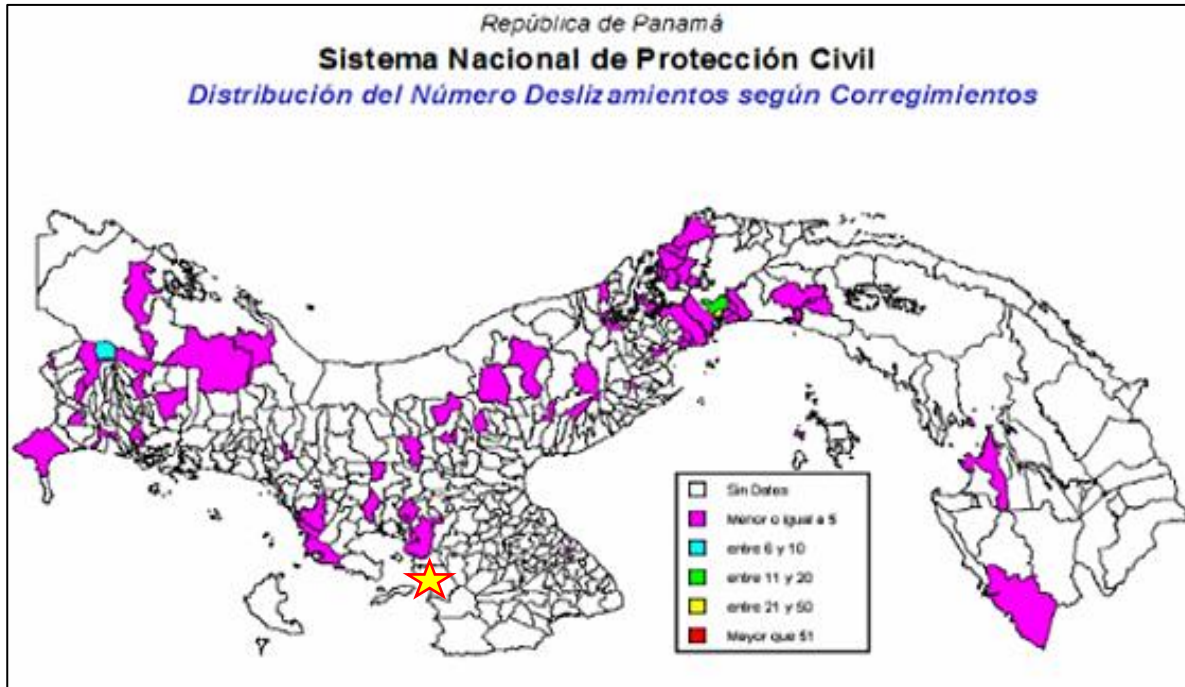 República de Panamá
Sistema Nacional de Protección Civil
Distribución del Número Deslizamientos según Corregimientos
Sin Datos
Menor o igual a 5
entre 6 y 10
entre 11 y 20
entre 21 y 50
Mayor que 51